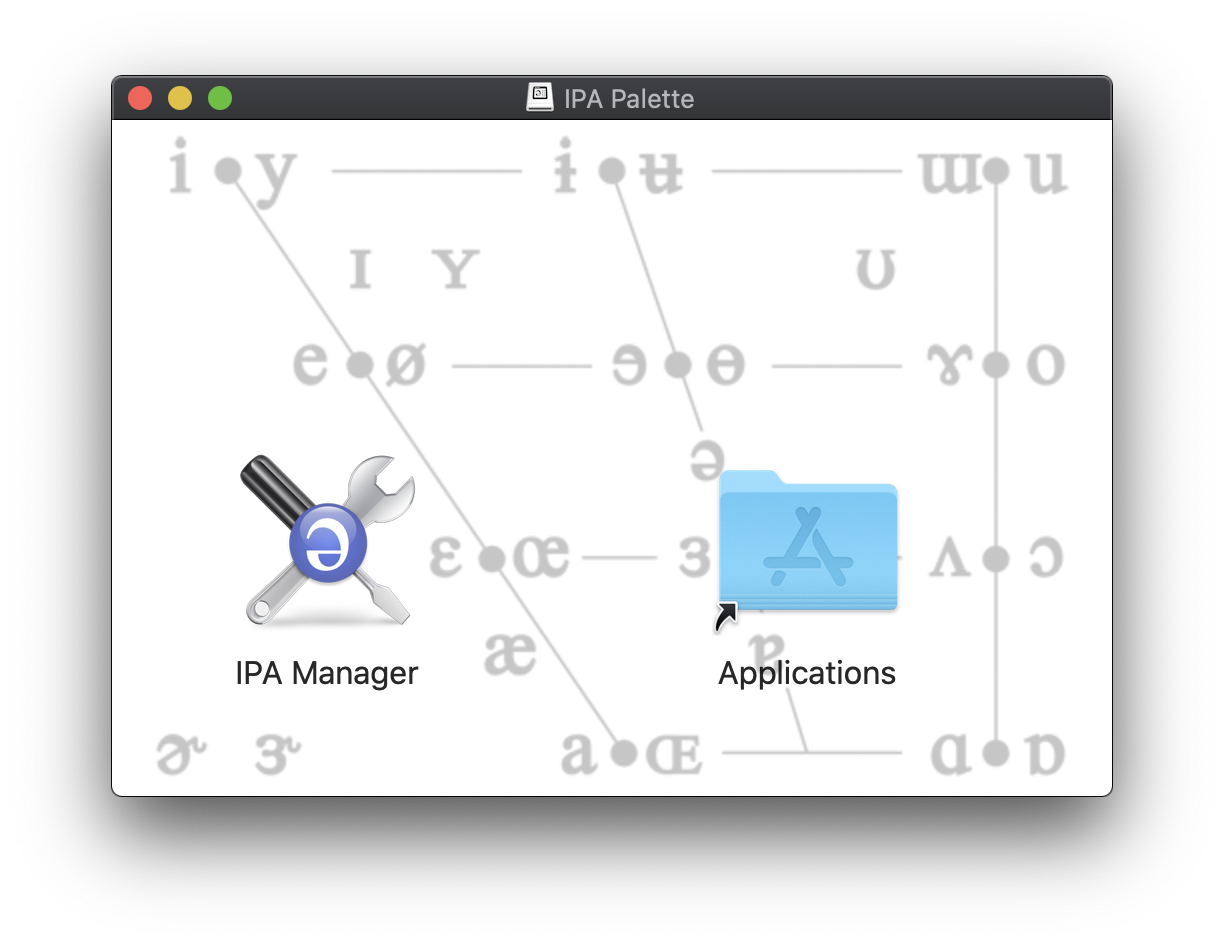 IPA Palette
i y ɨ ʉ ɯ u
ɪ ʏ ʊ
e ø ɘ ɵ ɤ o
ə
ɛ œ ɜ ʌ ɔ
æ ɐ
IPA Manager Applications
ɚ ɝ a ɶ ɑ ɒ